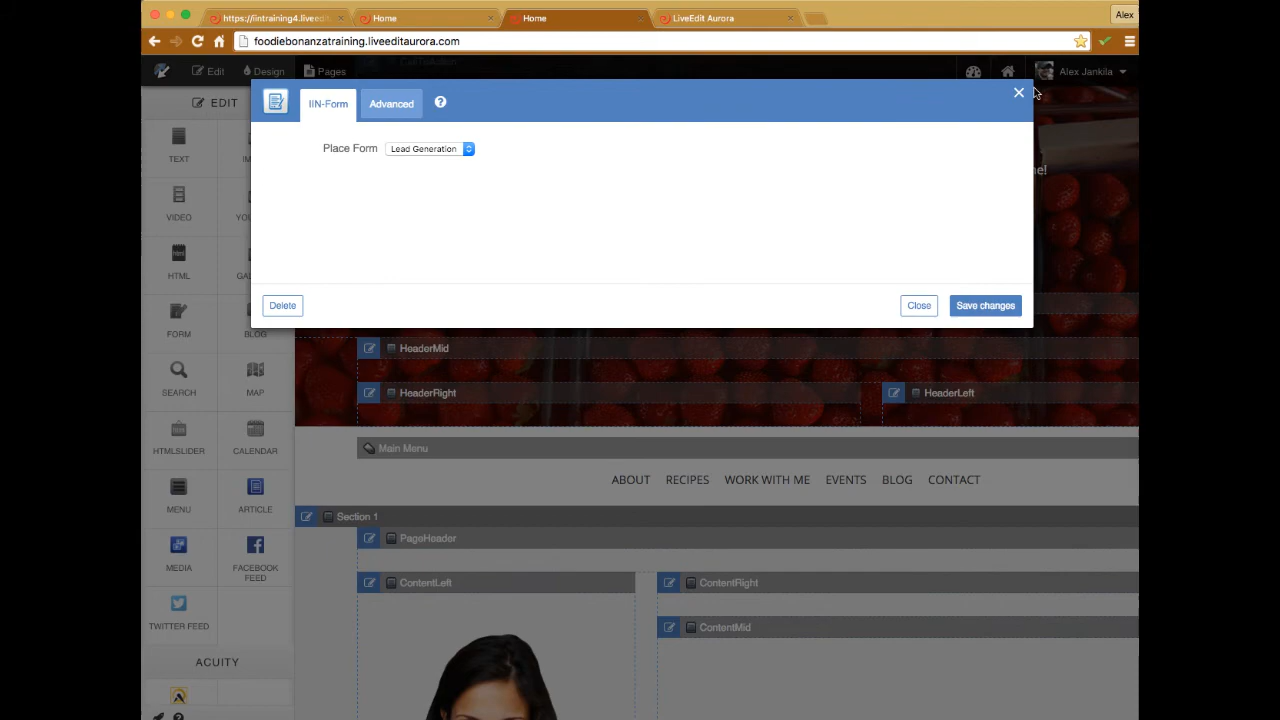 https://iintraining4.liveedit
Home
Home
LiveEdit Aurora
Alex
foodiebonanzatraining.liveeditaurora.com
Edit
Design
Pages
CallToAction
Alex Jankila
EDIT
IIN-Form
Advanced
?
Place Form
Lead Generation
Delete
Close
Save changes
TEXT
VIDEO
HTML
FORM
BLOG
SEARCH
MAP
HTMLSLIDER
CALENDAR
MENU
ARTICLE
MEDIA
FACEBOOK
FEED
TWITTER FEED
ACUITY
HeaderMid
HeaderRight
HeaderLeft
Main Menu
ABOUT
RECIPES
WORK WITH ME
EVENTS
BLOG
CONTACT
Section 1
PageHeader
ContentLeft
ContentRight
ContentMid